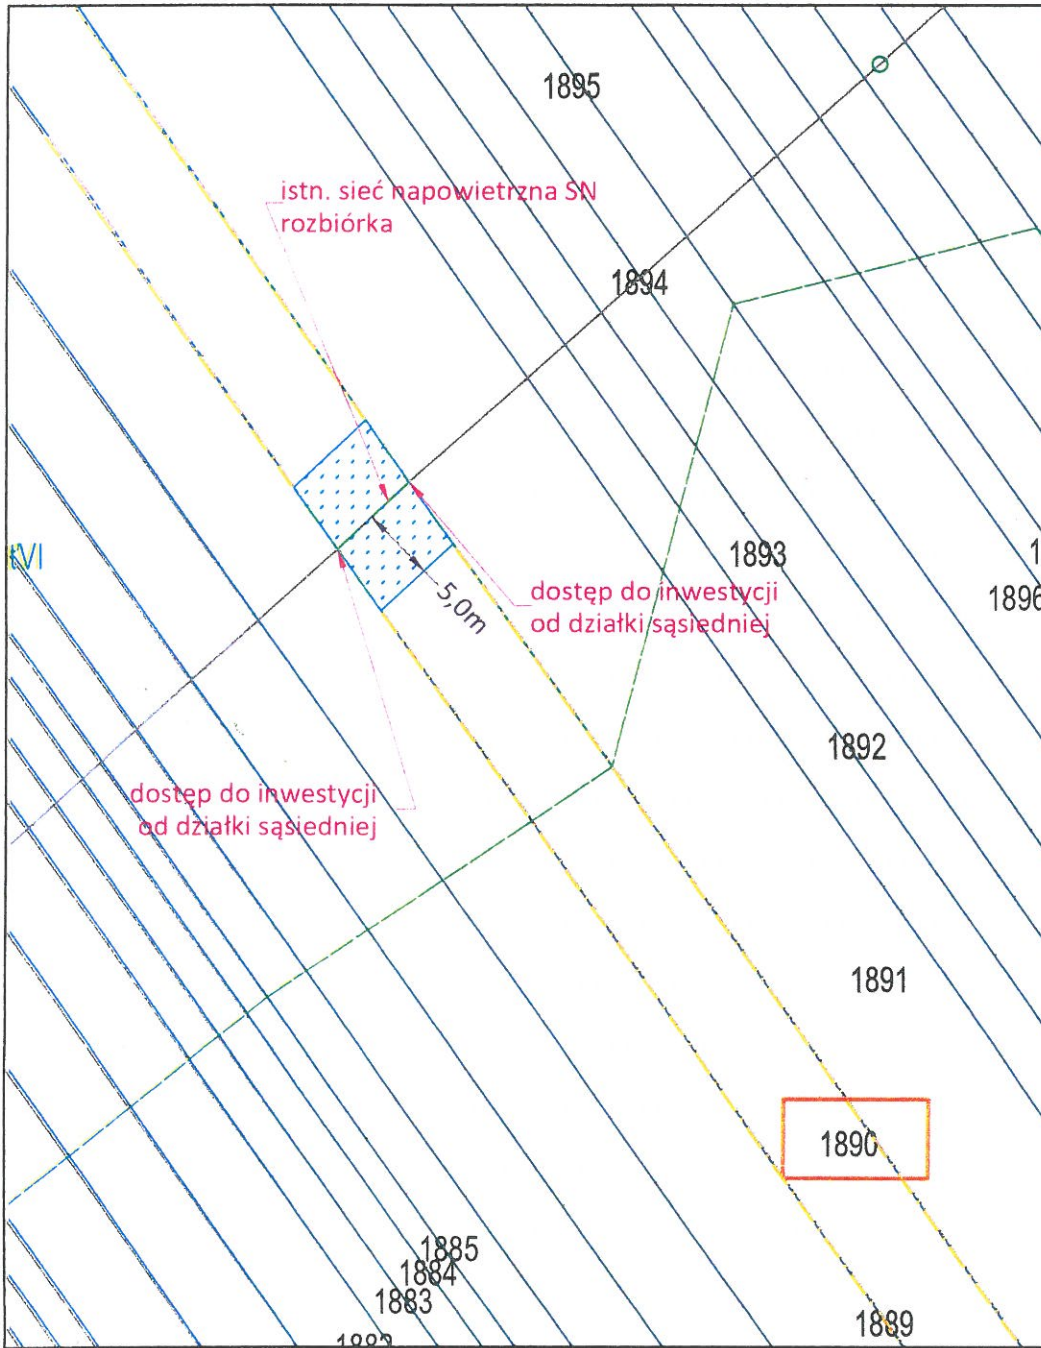 1895
istn. sieć napowietrzna SN
rozbiórka
1894
1893
1896
dostęp do inwestycji
od działki sąsiedniej
5,0m
1892
dostęp do inwestycji
od działki sąsiedniej
1891
1890
1885
1884
1883
1889